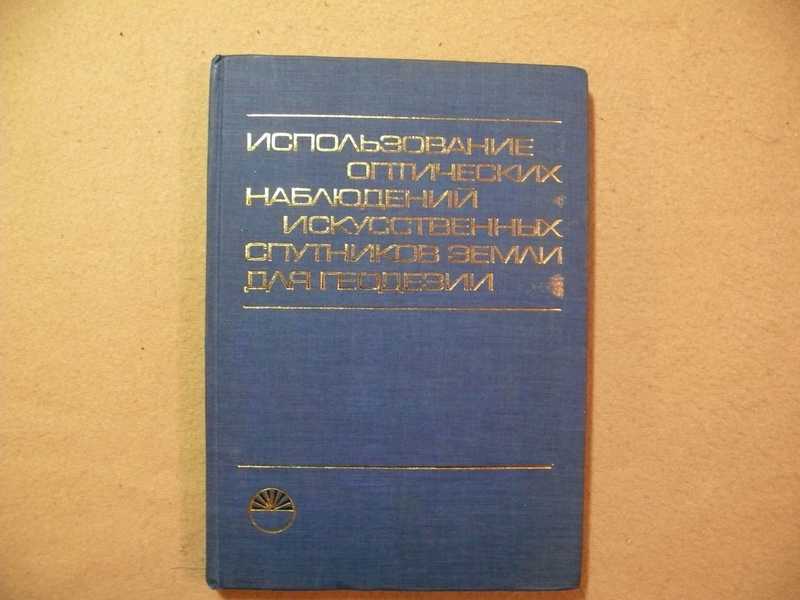 ИСПОЛЬЗОВАНИЕ
ОПТИЧЕСКИХ
НАБЛЮДЕНИЙ
ИСКУССТВЕННЫХ
СПУТНИКОВ ЗЕМЛИ
ДЛЯ ГЕОДЕЗИИ